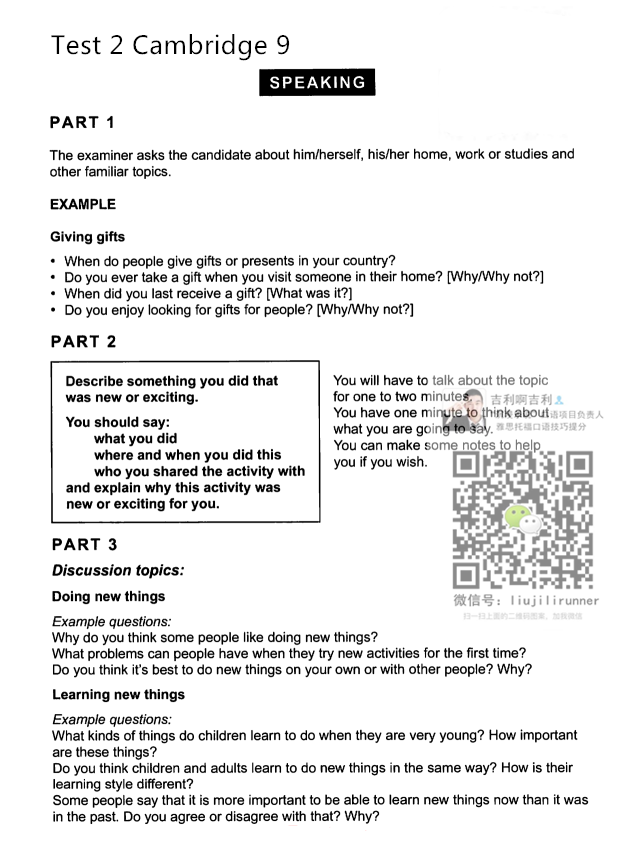 Test 2 Cambridge 9
SPEAKING
PART 1
The examiner asks the candidate about him/herself, his/her home, work or studies and
other familiar topics.
EXAMPLE
Giving gifts
• When do people give gifts or presents in your country?
• Do you ever take a gift when you visit someone in their home? [Why/Why not?]
• When did you last receive a gift? [What was it?]
• Do you enjoy looking for gifts for people? [Why/Why not?]
PART 2
Describe something you did that
was new or exciting.
You should say:
what you did
where and when you did this
who you shared the activity with
and explain why this activity was
new or exciting for you.
You will have to talk about the topic
for one to two minutes.
You have one minute to think about
what you are going to say.
You can make some notes to help
you if you wish.
吉利啊吉利
语项目负责人
雅思托福口语技巧提分
微信号: liujilirunner
扫一扫上面的二维码图案，加我微信
PART 3
Discussion topics:
Doing new things
Example questions:
Why do you think some people like doing new things?
What problems can people have when they try new activities for the first time?
Do you think it's best to do new things on your own or with other people? Why?
Learning new things
Example questions:
What kinds of things do children learn to do when they are very young? How important
are these things?
Do you think children and adults learn to do new things in the same way? How is their
learning style different?
Some people say that it is more important to be able to learn new things now than it was
in the past. Do you agree or disagree with that? Why?